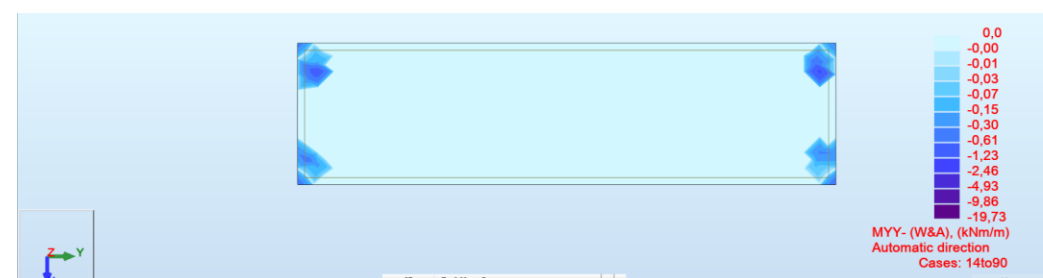 0,0
-0,00
-0,01
-0,03
-0,07
-0,15
-0,30
-0,61
-1,23
-2,46
-4,93
-9,86
-19,73
MYY- (W&A), (kNm/m)
Automatic direction
Cases: 14to90
Z
Y